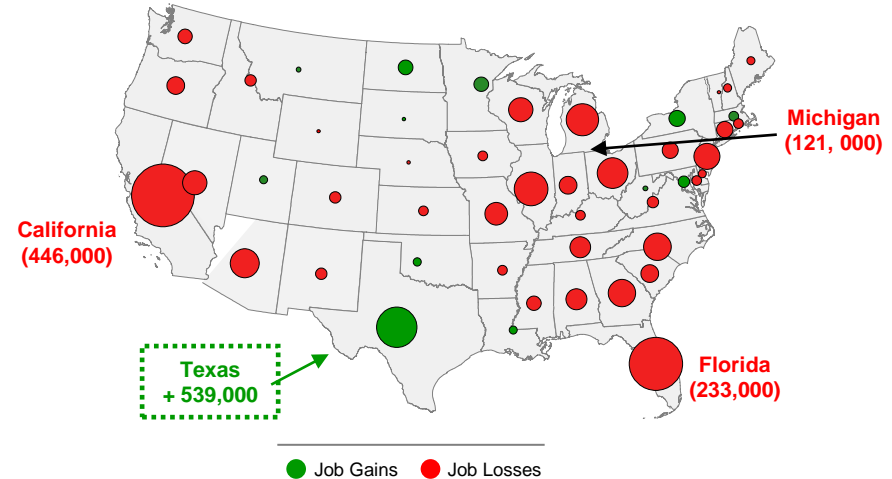 Michigan
(121, 000)
California
(446,000)
Texas
+ 539,000
Florida
(233,000)
Job Gains
Job Losses